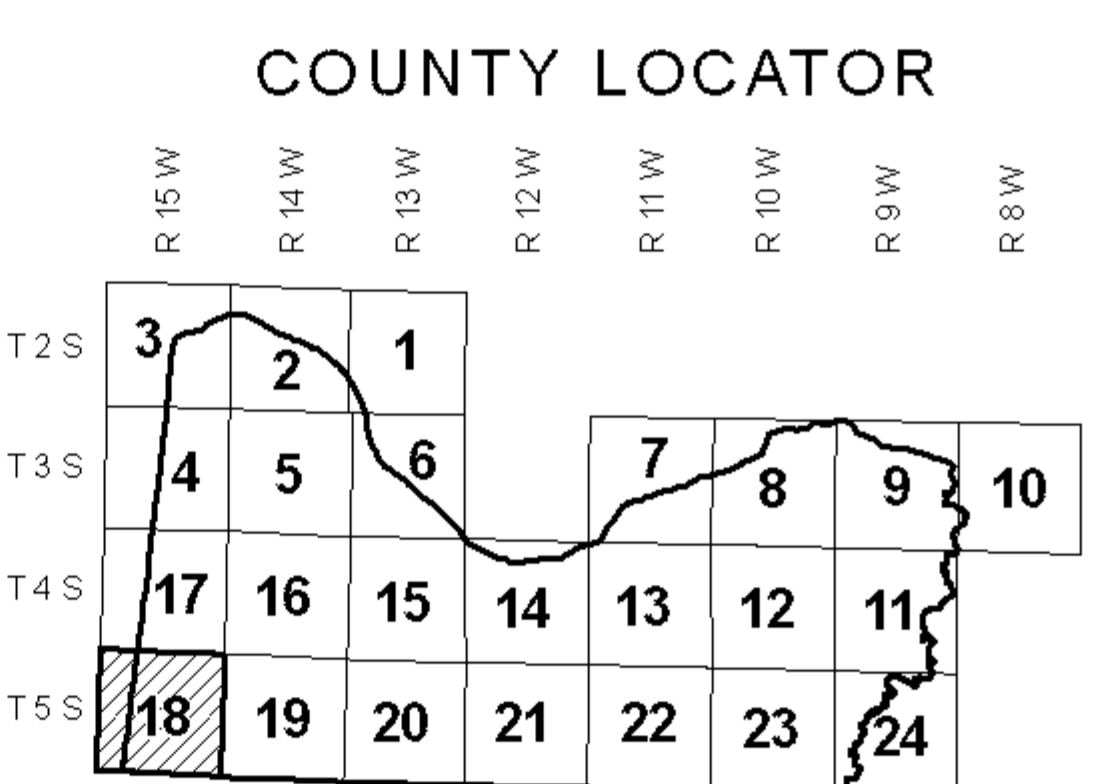 COUNTY LOCATOR
R 15 W R 14 W R 13 W R 12 W R 11 W R 10 W R 9 W R 8 W
T 2 S 3 2 1
T 3 S 4 5 6 7 8 9 10
T 4 S 17 16 15 14 13 12 11
T 5 S 18 19 20 21 22 23 24